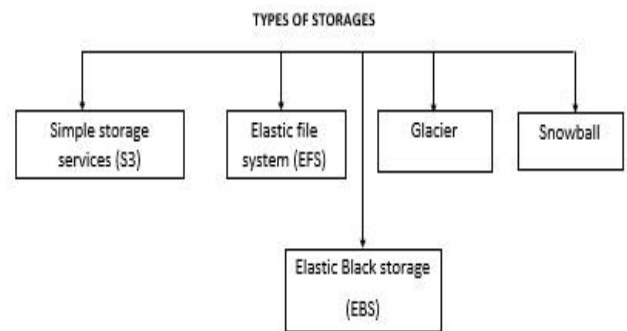 TYPES OF STORAGES
Simple storage
services (S3)
Elastic file
system (EFS)
Glacier
Snowball
Elastic Black storage
(EBS)